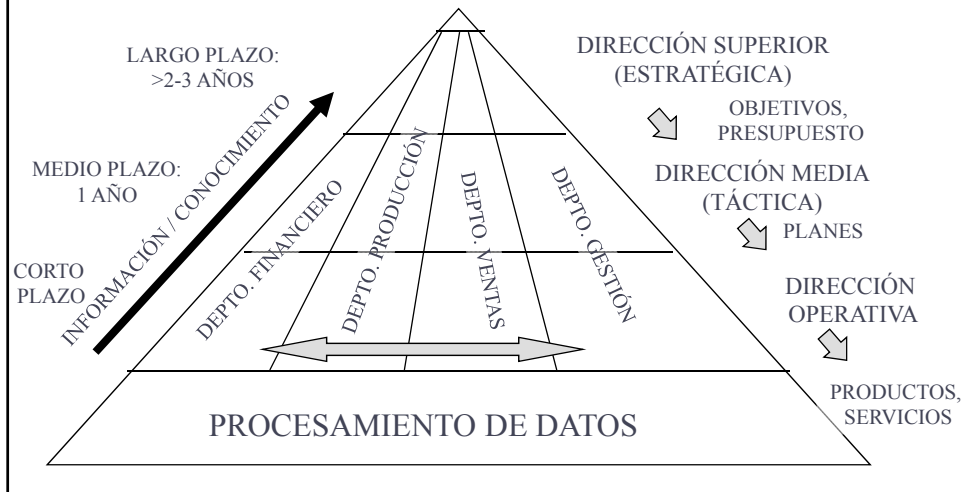 LARGO PLAZO:
>2-3 AÑOS
MEDIO PLAZO:
1 AÑO
CORTO
PLAZO
INFORMACIÓN / CONOCIMIENTO
DEPTO. FINANCIERO
DEPTO. PRODUCCIÓN
DEPTO. VENTAS
DEPTO. GESTIÓN
PROCESAMIENTO DE DATOS
DIRECCIÓN SUPERIOR
(ESTRATÉGICA)
OBJETIVOS,
PRESUPUESTO
DIRECCIÓN MEDIA
(TÁCTICA)
PLANES
DIRECCIÓN
OPERATIVA
PRODUCTOS,
SERVICIOS